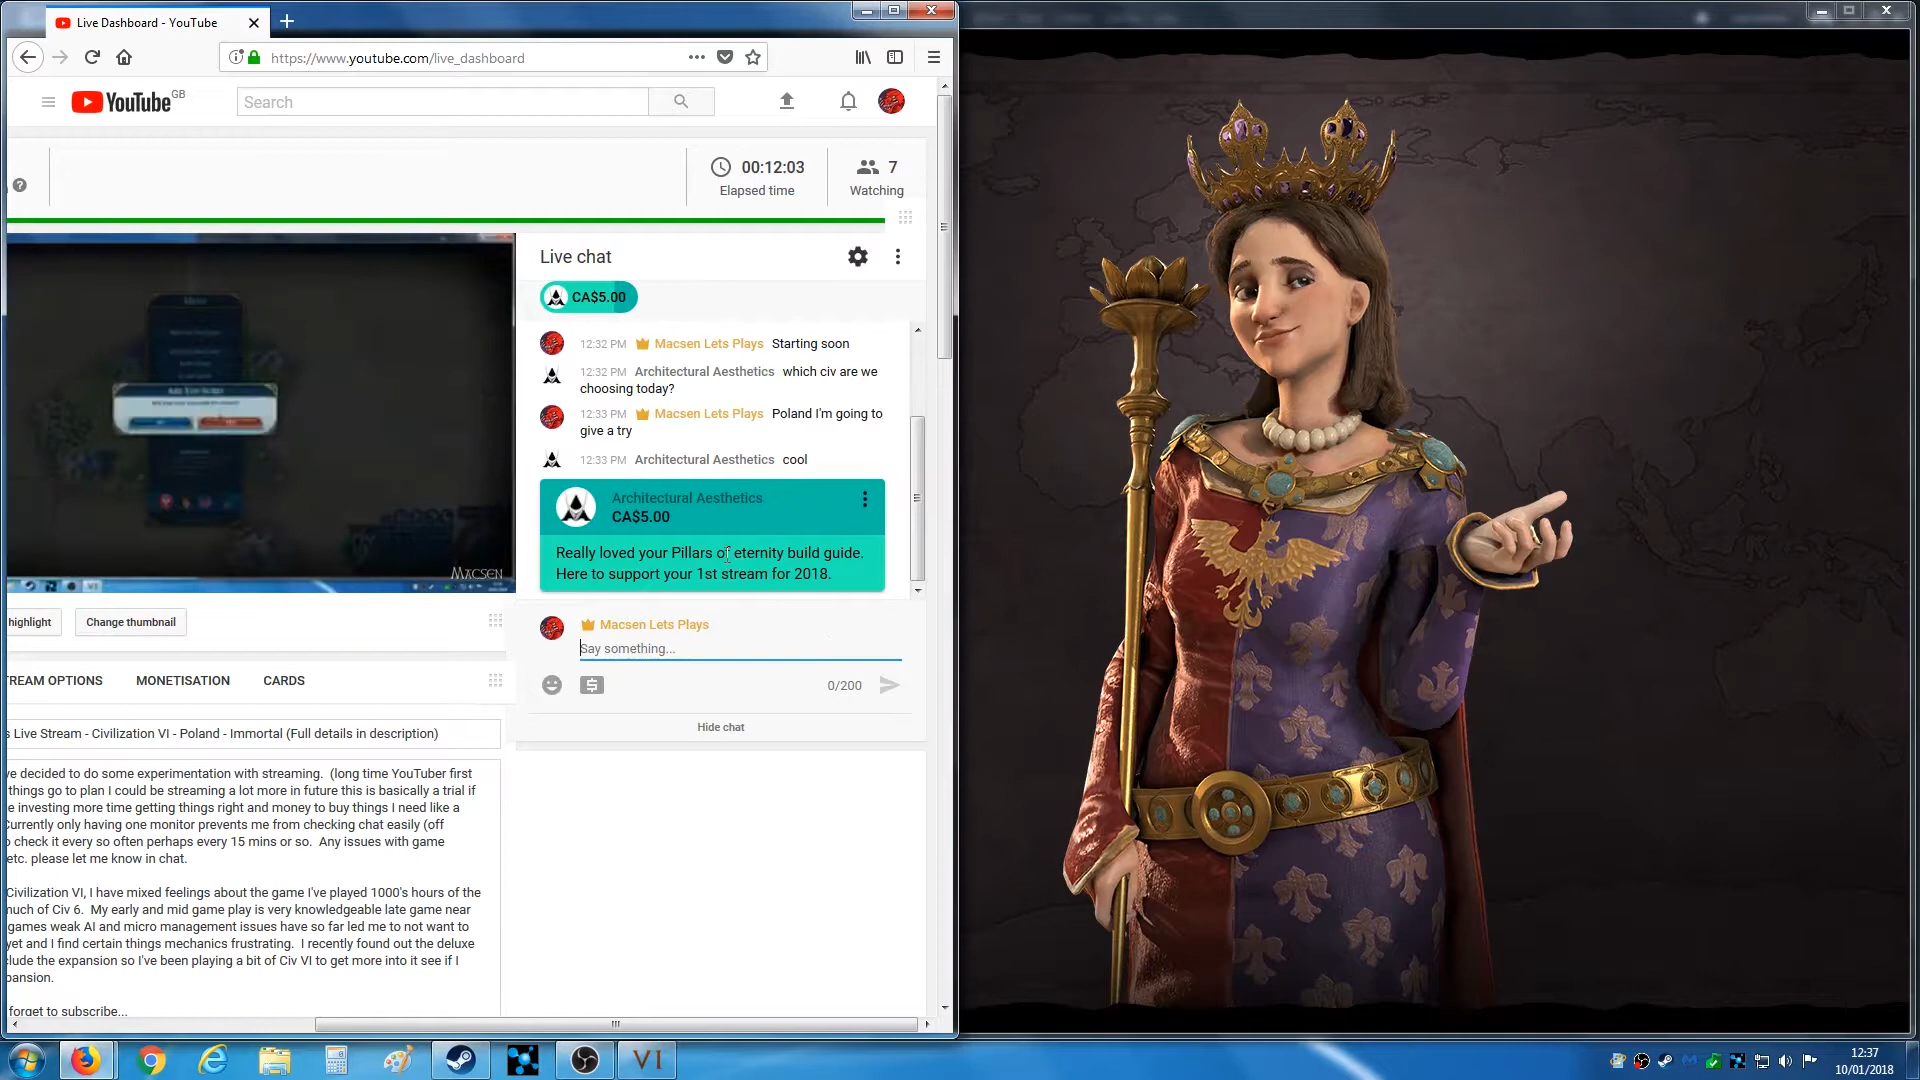 Live Dashboard - YouTube
https://www.youtube.com/live_dashboard
YouTube GB
Search
00:12:03
Elapsed time
7
Watching
Live chat
CA$5.00
12:32 PM Macsen Lets Plays Starting soon
12:32 PM Architectural Aesthetics which civ are we
choosing today?
12:33 PM Macsen Lets Plays Poland I'm going to
give a try
12:33 PM Architectural Aesthetics cool
Architectural Aesthetics
CA$5.00
Really loved your Pillars of eternity build guide.
Here to support your 1st stream for 2018.
MACSEN
highlight
Change thumbnail
Macsen Lets Plays
Say something...
0/200
Hide chat
TREAM OPTIONS
MONETISATION
CARDS
s Live Stream - Civilization VI - Poland - Immortal (Full details in description)
ve decided to do some experimentation with streaming. (long time YouTuber first
things go to plan I could be streaming a lot more in future this is basically a trial if
e investing more time getting things right and money to buy things I need like a
Currently only having one monitor prevents me from checking chat easily (off
o check it every so often perhaps every 15 mins or so. Any issues with game
etc. please let me know in chat.
Civilization VI, I have mixed feelings about the game I've played 1000's hours of the
much of Civ 6. My early and mid game play is very knowledgeable late game near
games weak AI and micro management issues have so far led me to not want to
yet and I find certain things mechanics frustrating. I recently found out the deluxe
clude the expansion so I've been playing a bit of Civ VI to get more into it see if I
pansion.
forget to subscribe...
VI
12:37
10/01/2018